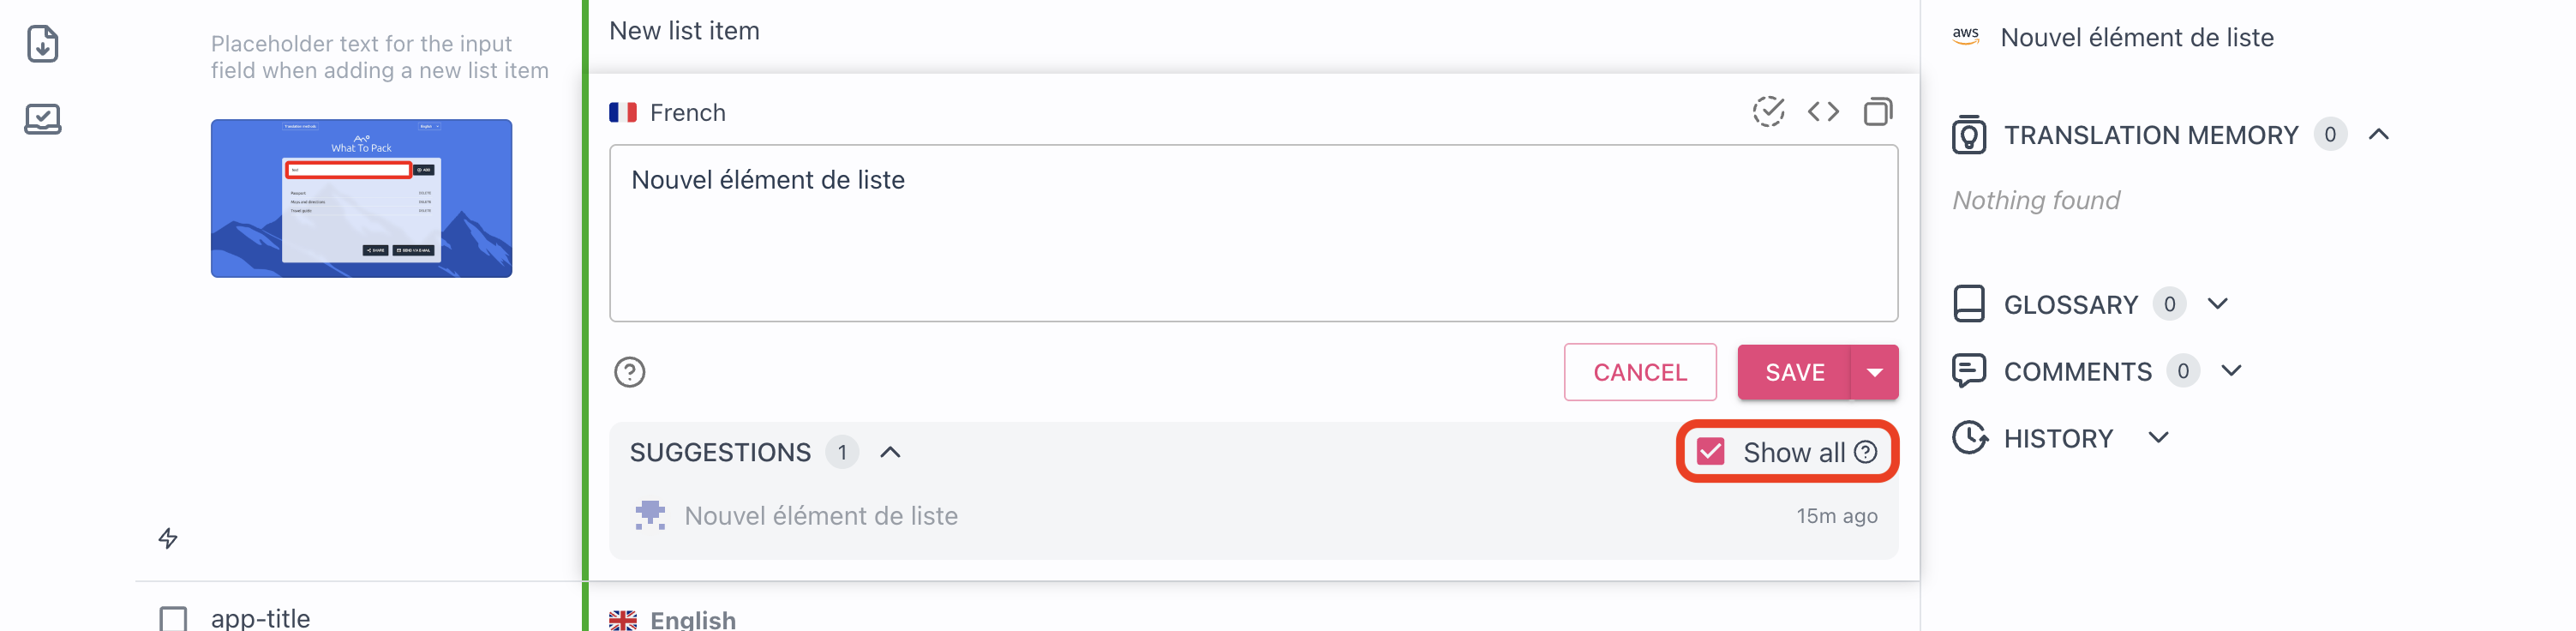 Placeholder text for the input
field when adding a new list item
What To Pack
New list item
French
Nouvel élément de liste
CANCEL
SAVE
SUGGESTIONS 1
Show all
Nouvel élément de liste
15m ago
app-title
English
aws
Nouvel élément de liste
TRANSLATION MEMORY 0
Nothing found
GLOSSARY 0
COMMENTS 0
HISTORY